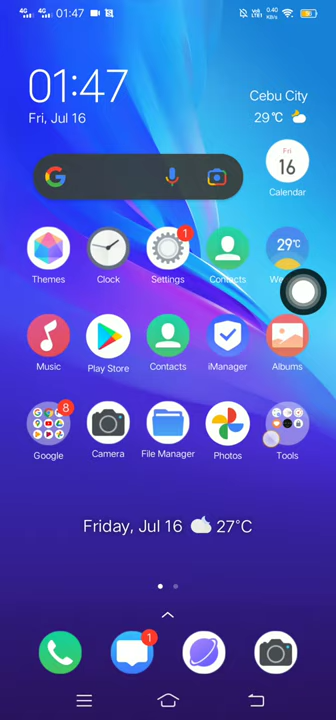 4G 4G 01:47 VoLTE1 0.40 KB/s
01:47
Fri, Jul 16
Cebu City
29℃
Fri
16
Calendar
Themes
Clock
1
Settings
Contacts
29℃
We
Music
Play Store
Contacts
iManager
Albums
8
Google
Camera
File Manager
Photos
Tools
Friday, Jul 16 27°C
1